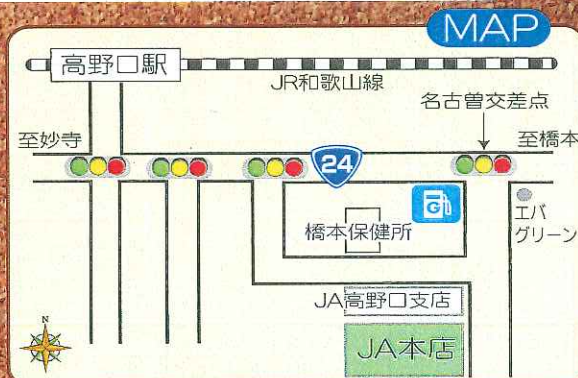 MAP
高野口駅
JR和歌山線
名古曽交差点
至妙寺
至橋本
24
G
エバ
グリーン
橋本保健所
JA高野口支店
JA本店
N